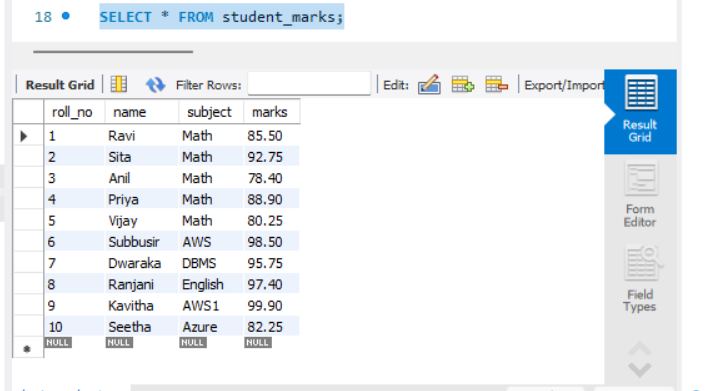 18 SELECT * FROM student_marks;
Result Grid Filter Rows: Edit: Export/Import
roll_no name subject marks
1 Ravi Math 85.50
2 Sita Math 92.75
3 Anil Math 78.40
4 Priya Math 88.90
5 Vijay Math 80.25
6 Subbusir AWS 98.50
7 Dwaraka DBMS 95.75
8 Ranjani English 97.40
9 Kavitha AWS1 99.90
10 Seetha Azure 82.25
NULL NULL NULL NULL
Result
Grid
Form
Editor
Field
Types